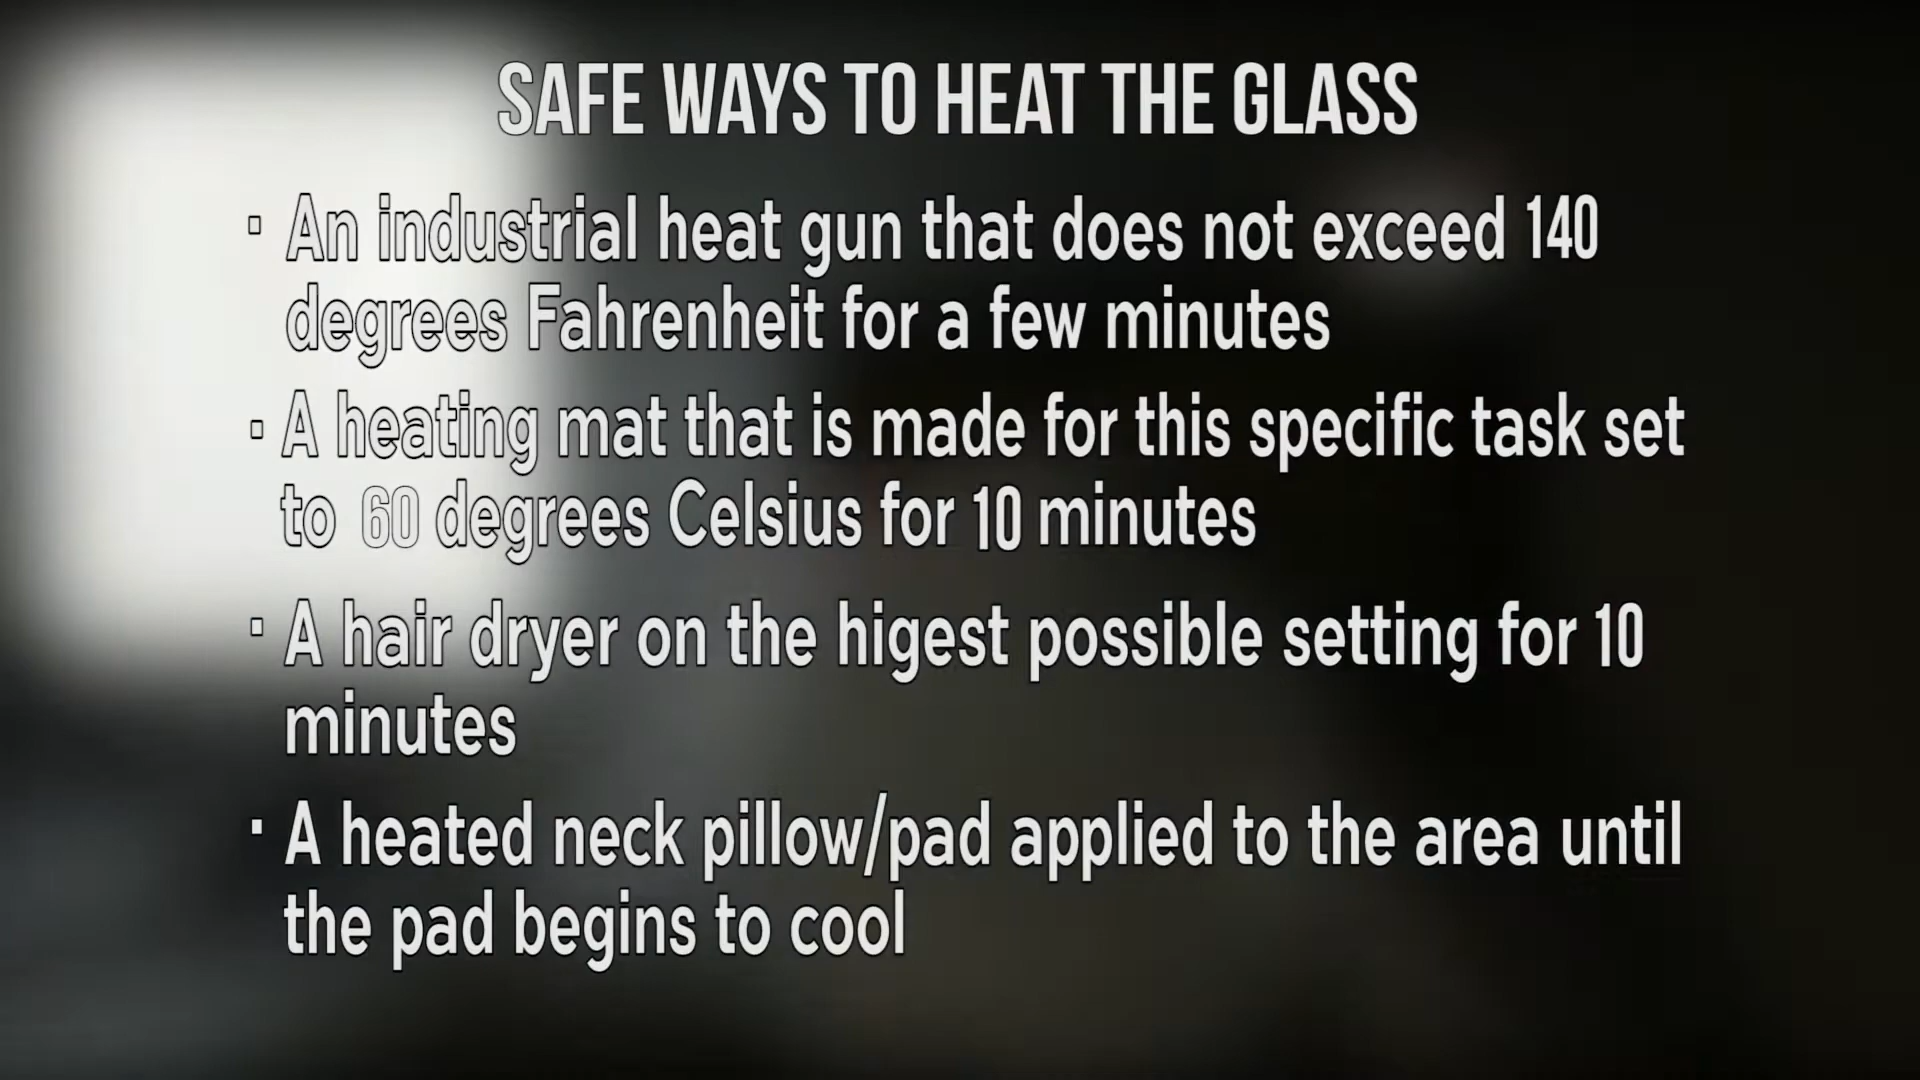 SAFE WAYS TO HEAT THE GLASS
· An industrial heat gun that does not exceed 140
degrees Fahrenheit for a few minutes
· A heating mat that is made for this specific task set
to 60 degrees Celsius for 10 minutes
· A hair dryer on the higest possible setting for 10
minutes
· A heated neck pillow/pad applied to the area until
the pad begins to cool